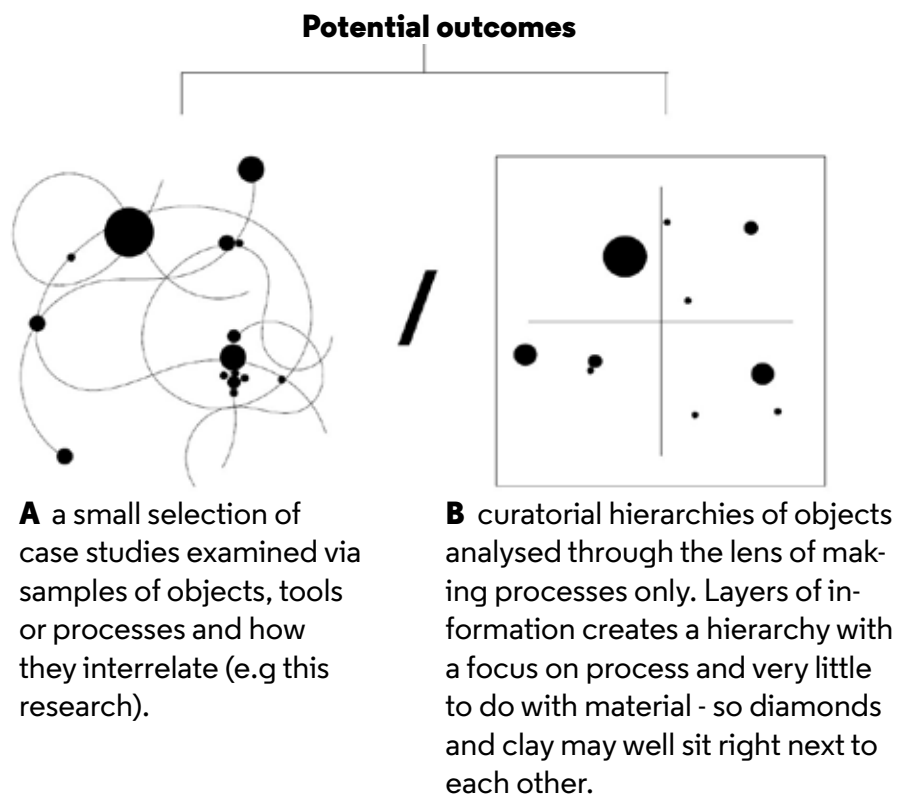 Potential outcomes
/
A a small selection of
case studies examined via
samples of objects, tools
or processes and how
they interrelate (e.g this
research).
B curatorial hierarchies of objects
analysed through the lens of mak-
ing processes only. Layers of in-
formation creates a hierarchy with
a focus on process and very little
to do with material - so diamonds
and clay may well sit right next to
each other.